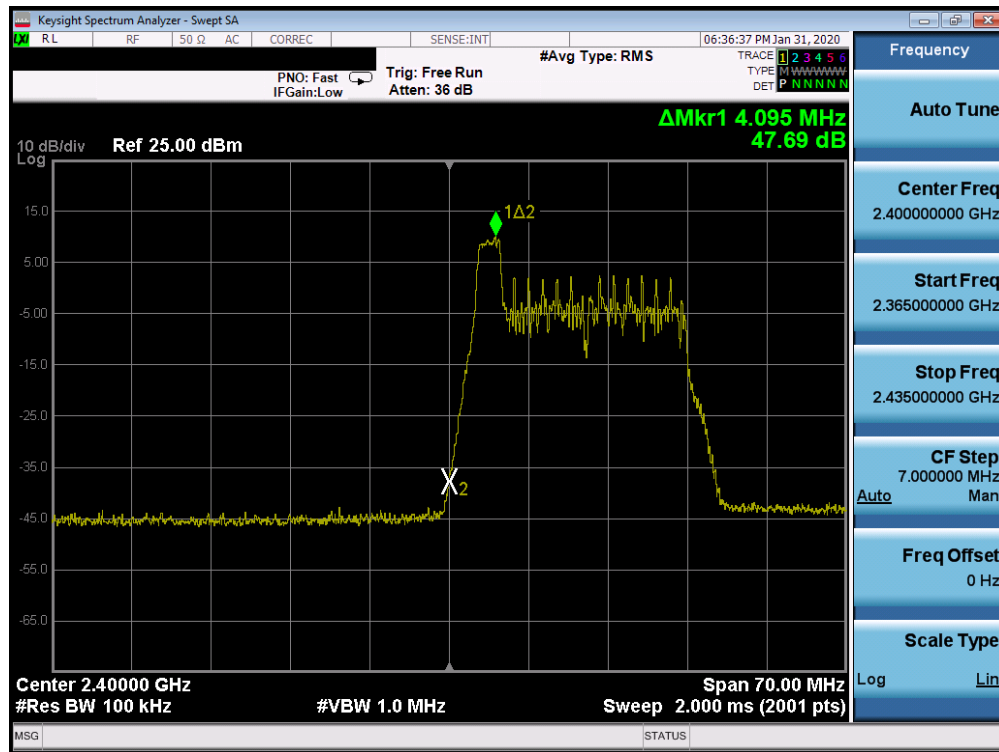 Keysight Spectrum Analyzer - Swept SA
LXI RL RF 50 Ω AC CORREC SENSE:INT 06:36:37 PM Jan 31, 2020
#Avg Type: RMS
TRACE 1 2 3 4 5 6
PNO: Fast Trig: Free Run
TYPE M WWWWW
IFGain:Low Atten: 36 dB
DET P N N N N N
ΔMkr1 4.095 MHz
47.69 dB
10 dB/div Ref 25.00 dBm
Log
1Δ2
15.0
5.00
-5.00
-15.0
-25.0
-35.0
X2
-45.0
-55.0
-65.0
Center 2.40000 GHz Span 70.00 MHz
#Res BW 100 kHz #VBW 1.0 MHz Sweep 2.000 ms (2001 pts)
MSG STATUS
Frequency
Auto Tune
Center Freq
2.400000000 GHz
Start Freq
2.365000000 GHz
Stop Freq
2.435000000 GHz
CF Step
7.000000 MHz
Auto Man
Freq Offset
0 Hz
Scale Type
Log Lin